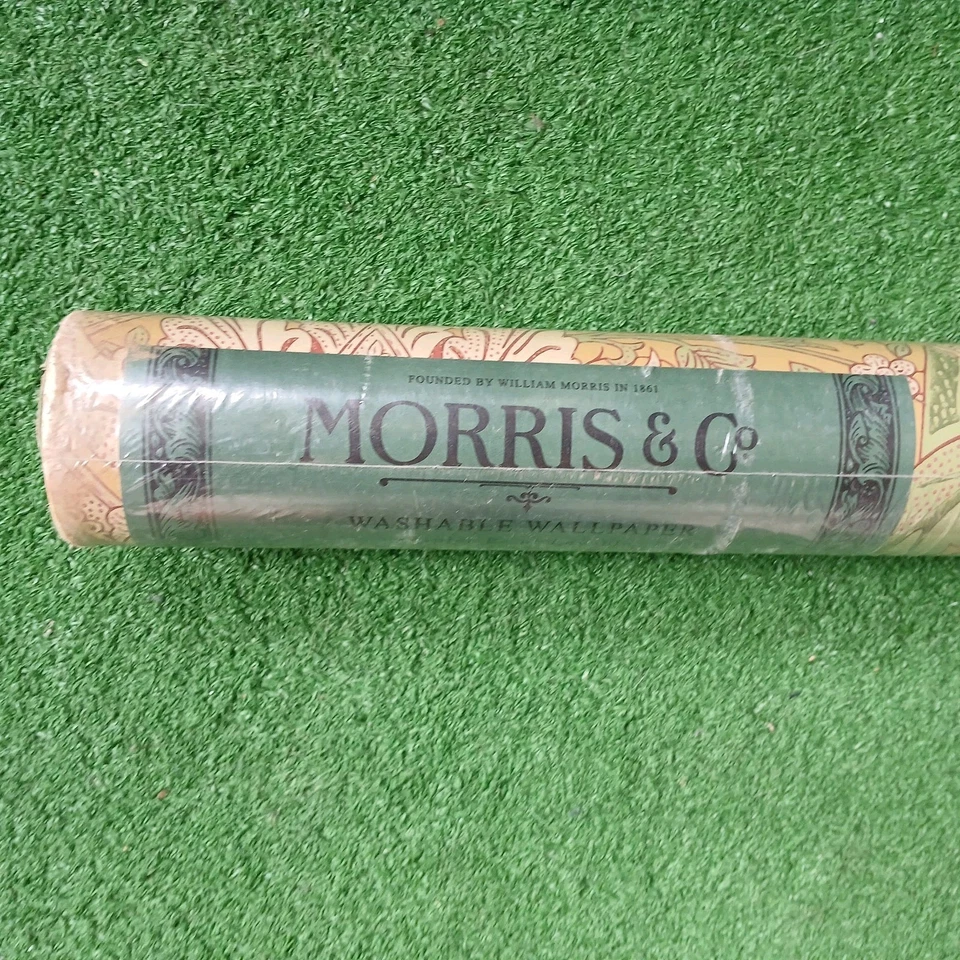 FOUNDED BY WILLIAM MORRIS IN 1861
MORRIS & Co
WASHABLE WALLPAPER